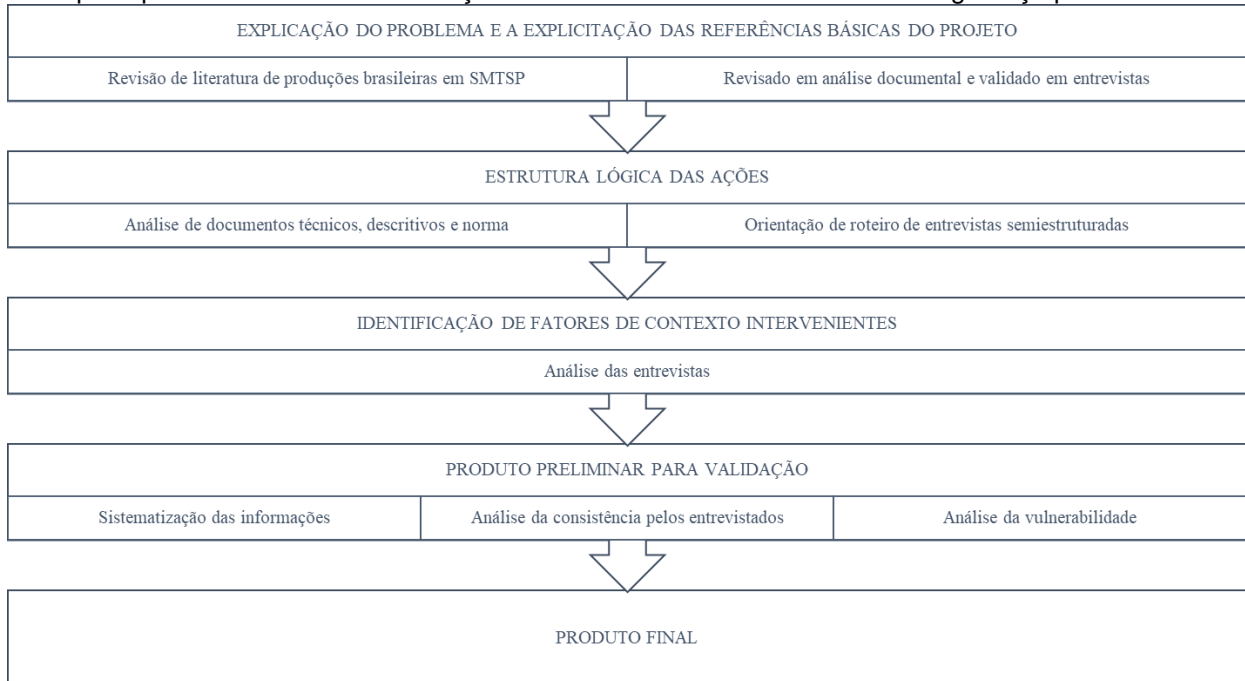 EXPLICAÇÃO DO PROBLEMA E A EXPLICITAÇÃO DAS REFERÊNCIAS BÁSICAS DO PROJETO
Revisão de literatura de produções brasileiras em SMTSP
Revisado em análise documental e validado em entrevistas
ESTRUTURA LÓGICA DAS AÇÕES
Análise de documentos técnicos, descritivos e norma
Orientação de roteiro de entrevistas semiestruturadas
IDENTIFICAÇÃO DE FATORES DE CONTEXTO INTERVENIENTES
Análise das entrevistas
PRODUTO PRELIMINAR PARA VALIDAÇÃO
Sistematização das informações
Análise da consistência pelos entrevistados
Análise da vulnerabilidade
PRODUTO FINAL